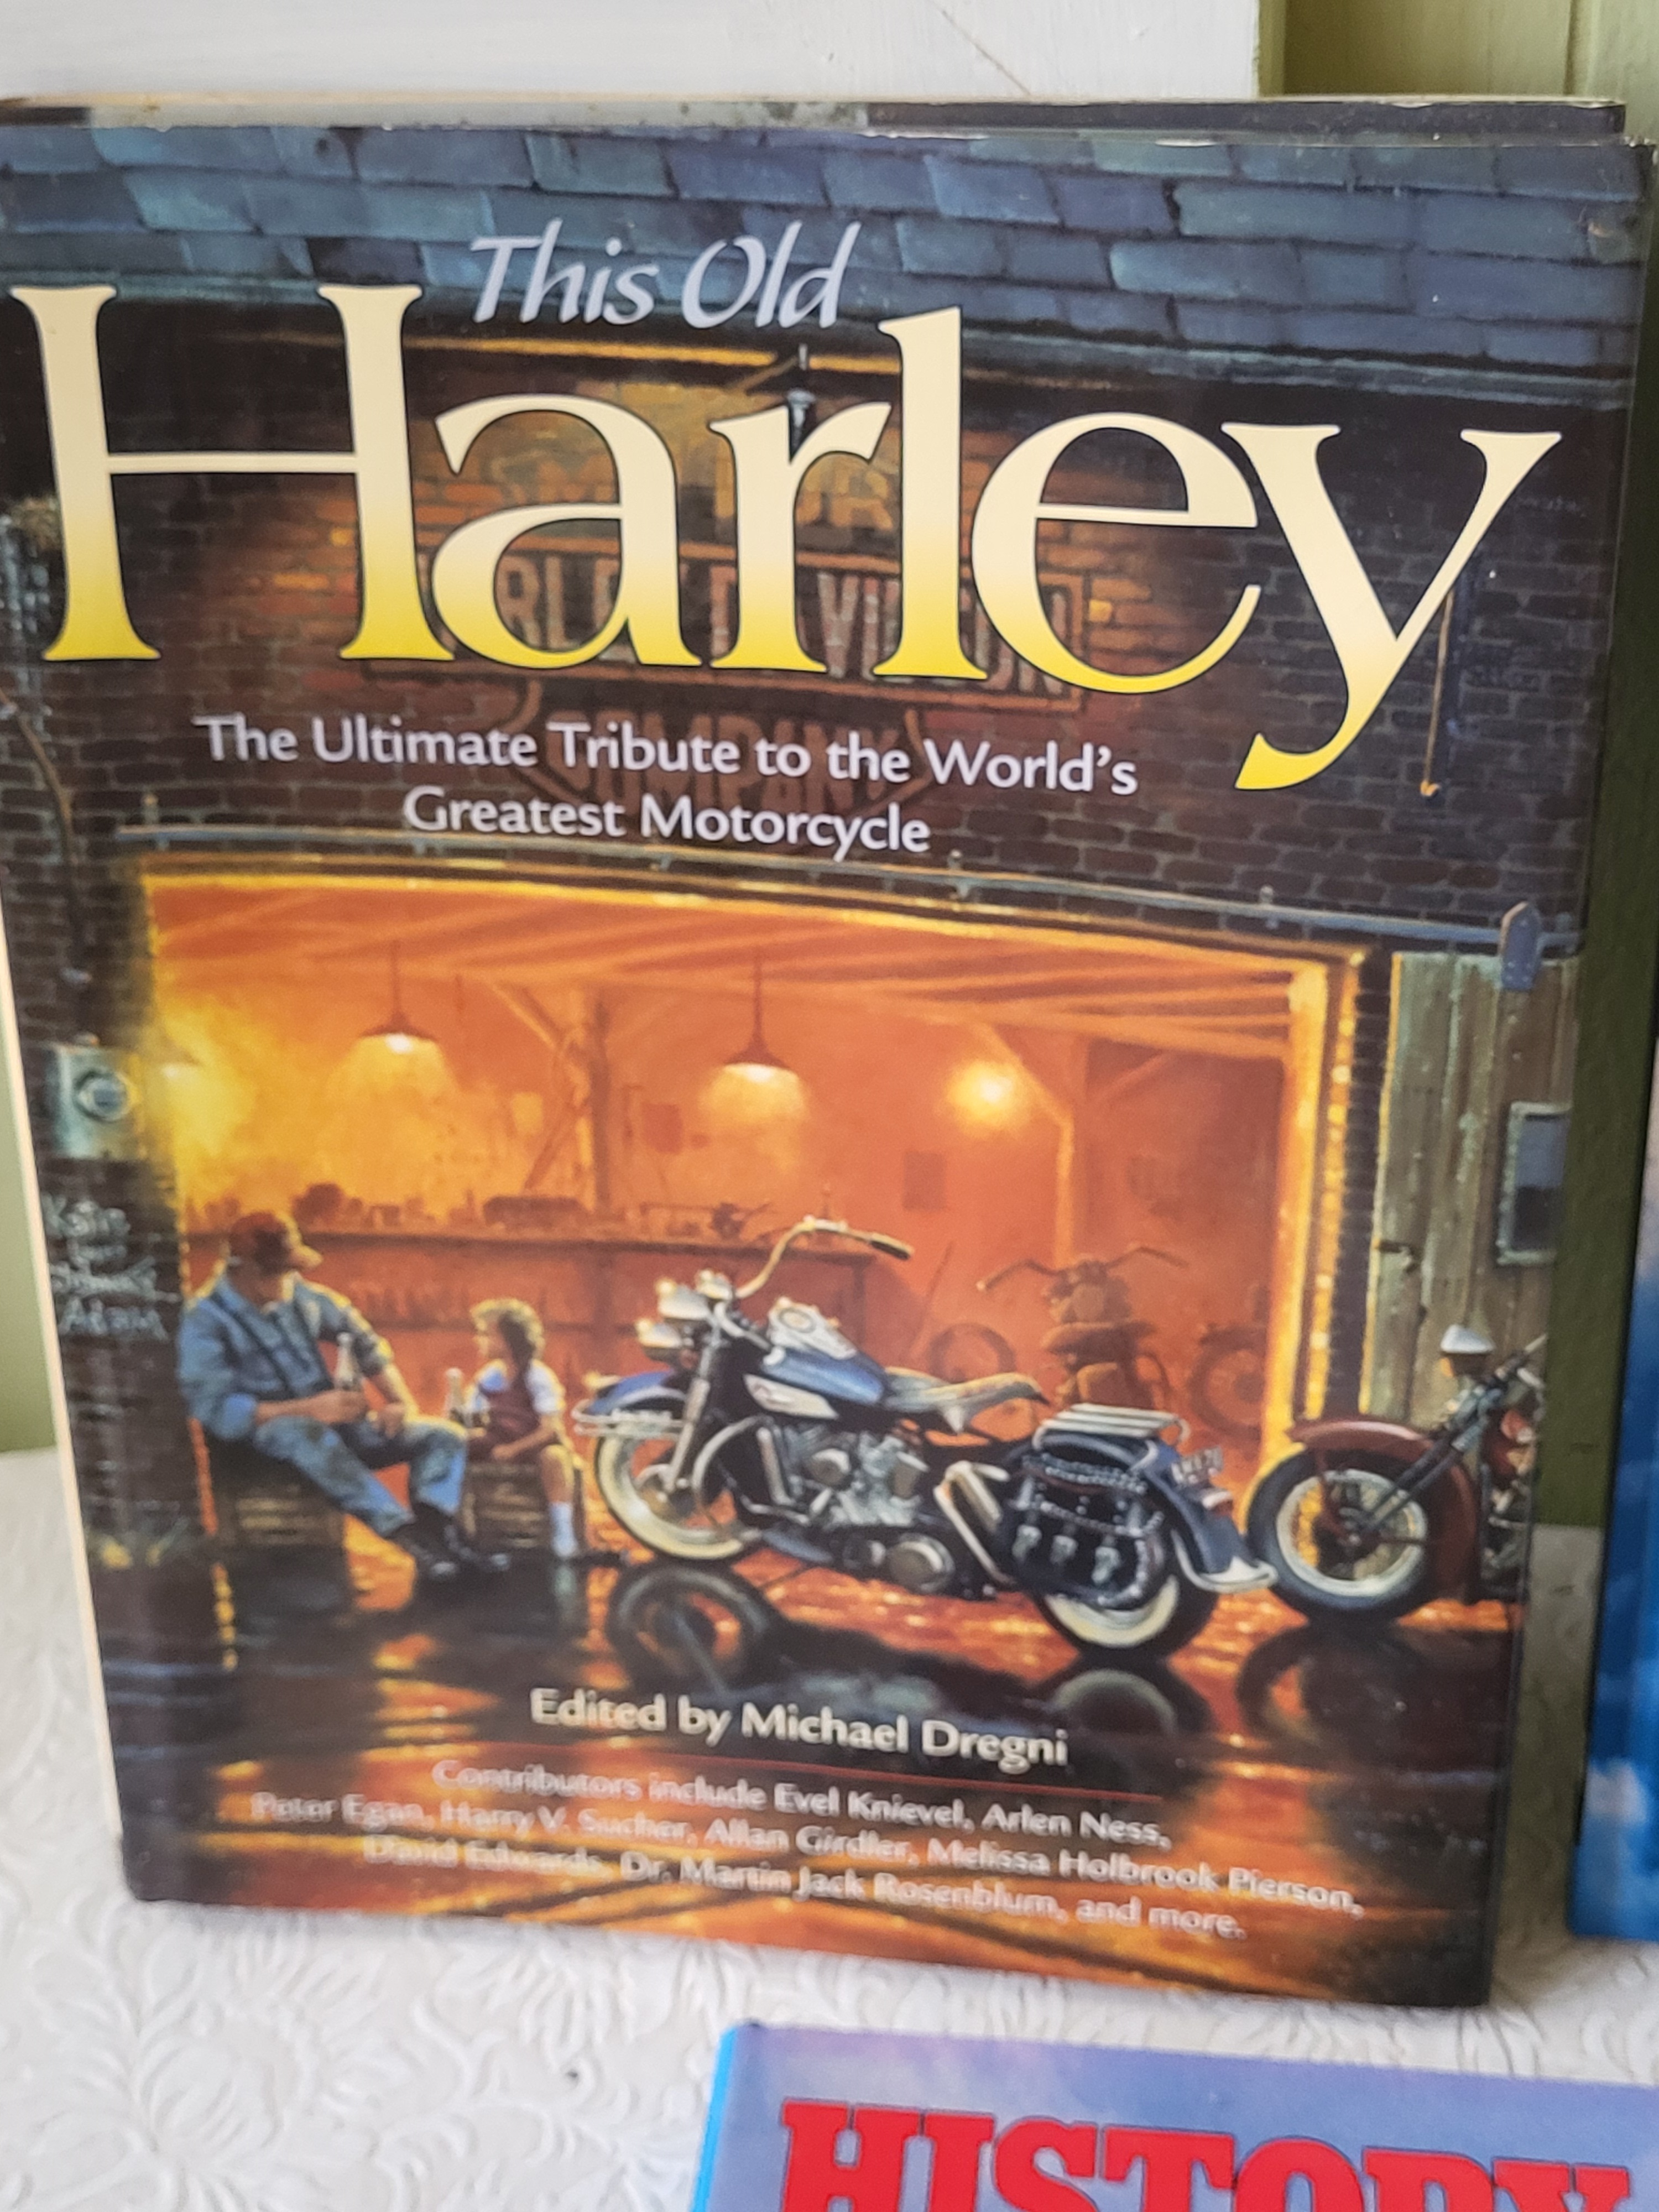 This Old
Harley
The Ultimate Tribute to the World's
Greatest Motorcycle
COMPANY
Edited by Michael Dregni
Contributors include Evel Knievel, Arlen Ness,
Peter Egan, Harry V. Sucher, Allan Girdler, Melissa Holbrook Pierson,
David Edwards, Dr. Martin Jack Rosenblum, and more.
HISTORY